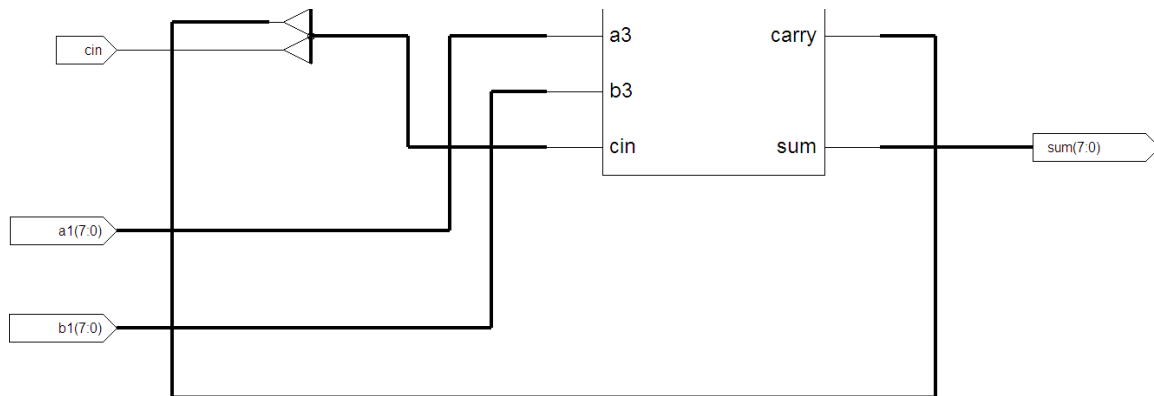 cin
a3
carry
b3
cin
sum
sum(7:0)
a1(7:0)
b1(7:0)